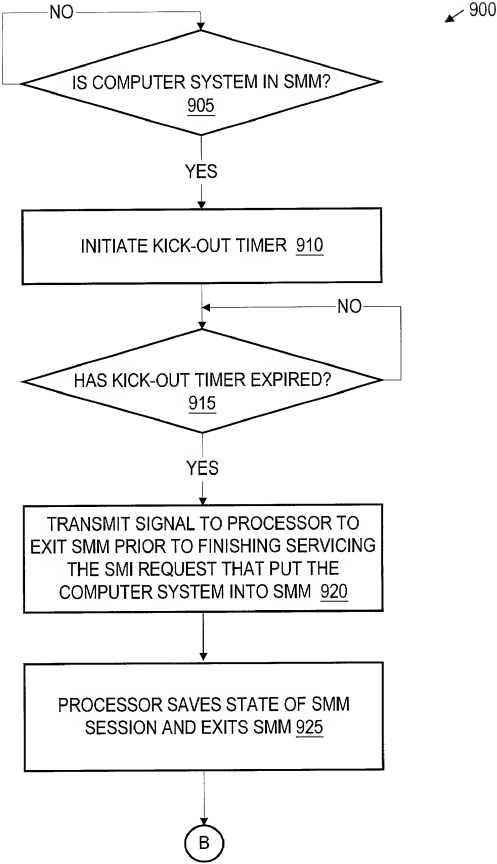 900
NO
IS COMPUTER SYSTEM IN SMM?
905
YES
INITIATE KICK-OUT TIMER 910
NO
HAS KICK-OUT TIMER EXPIRED?
915
YES
TRANSMIT SIGNAL TO PROCESSOR TO
EXIT SMM PRIOR TO FINISHING SERVICING
THE SMI REQUEST THAT PUT THE
COMPUTER SYSTEM INTO SMM 920
PROCESSOR SAVES STATE OF SMM
SESSION AND EXITS SMM 925
B